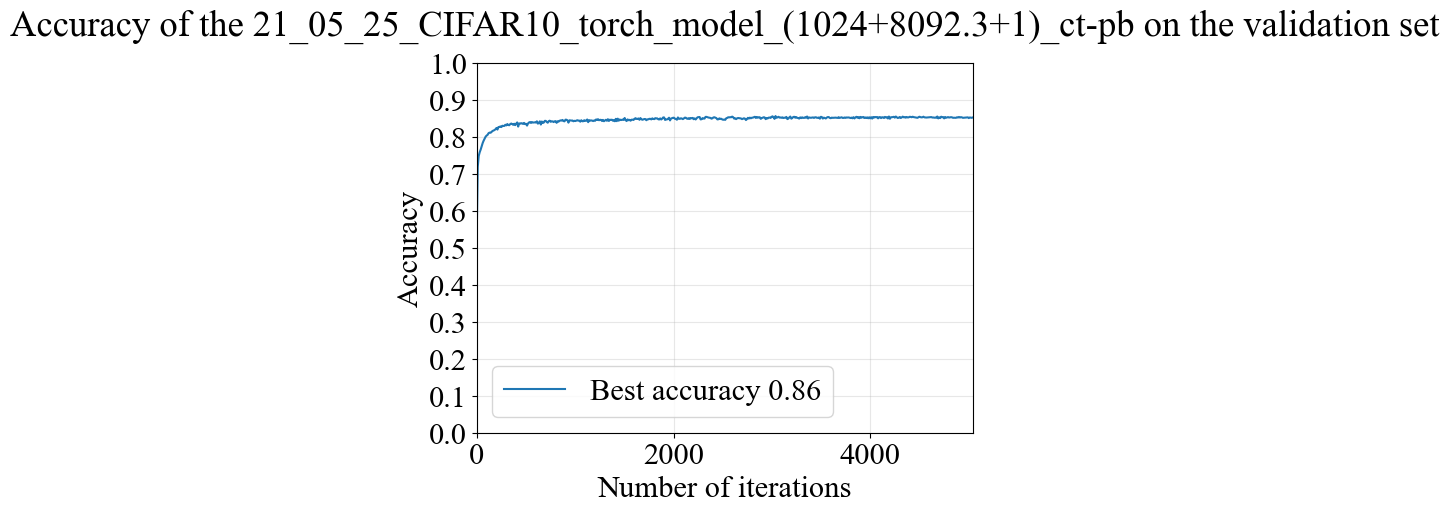 Accuracy of the 21_05_25_CIFAR10_torch_model_(1024+8092.3+1)_ct-pb on the validation set
1.0
0.9
0.8
0.7
0.6
0.5
0.4
0.3
0.2
0.1
0.0
Accuracy
Best accuracy 0.86
0 2000 4000
Number of iterations